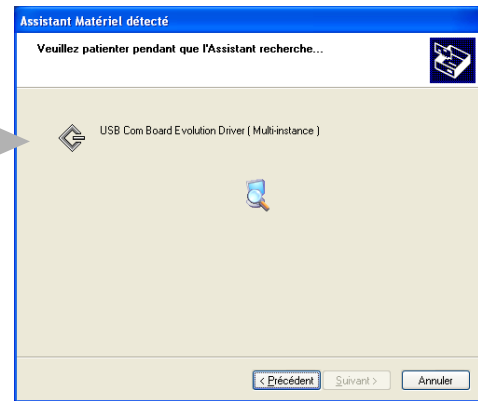 Assistant Matériel détecté
Veuillez patienter pendant que l'Assistant recherche...
USB Com Board Evolution Driver ( Multi-instance )
< Précédent
Suivant >
Annuler